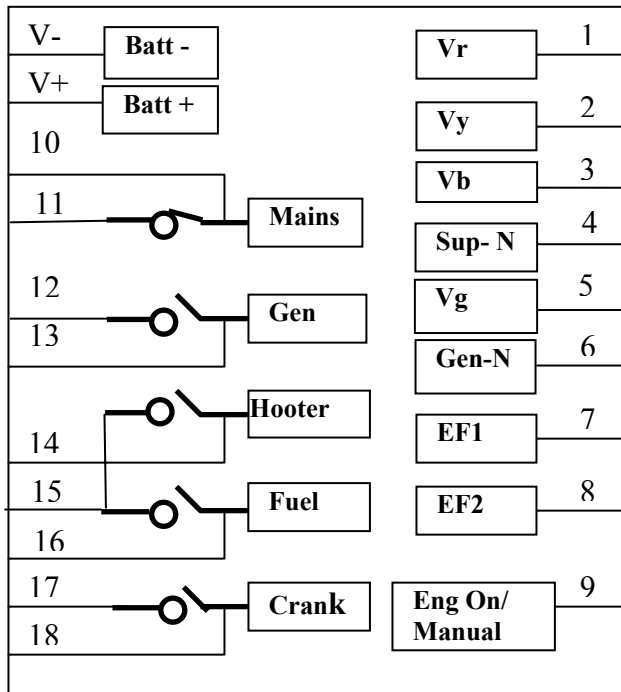 V-
Batt -
V+
Batt +
10
11
Mains
12
Gen
13
Hooter
14
15
Fuel
16
17
Crank
18
Vr
1
Vy
2
Vb
3
Sup- N
4
Vg
5
Gen-N
6
EF1
7
EF2
8
Eng On/
Manual
9